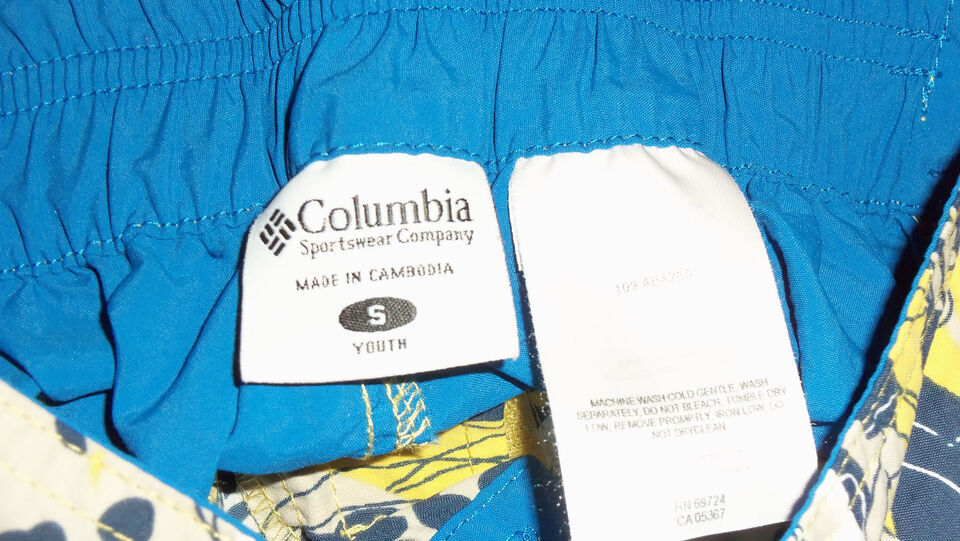 Columbia
Sportswear Company
MADE IN CAMBODIA
S
YOUTH
MACHINE WASH COLD GENTLE. WASH
SEPARATELY, DO NOT BLEACH, TUMBLE DRY
LOW, REMOVE PROMPTLY, IRON LOW, DO
NOT DRYCLEAN
RN 69724
CA 05367